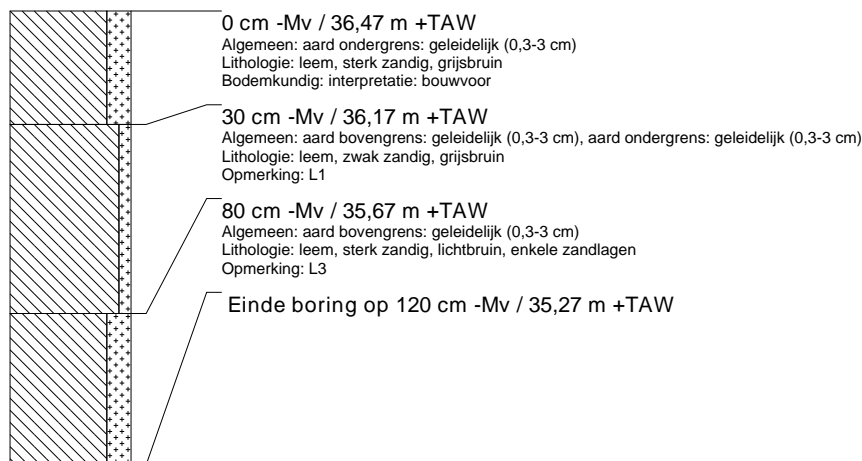 0 cm -Mv / 36,47 m +TAW
Algemeen: aard ondergrens: geleidelijk (0,3-3 cm)
Lithologie: leem, sterk zandig, grijsbruin
Bodemkundig: interpretatie: bouwvoor
30 cm -Mv / 36,17 m +TAW
Algemeen: aard bovengrens: geleidelijk (0,3-3 cm), aard ondergrens: geleidelijk (0,3-3 cm)
Lithologie: leem, zwak zandig, grijsbruin
Opmerking: L1
80 cm -Mv / 35,67 m +TAW
Algemeen: aard bovengrens: geleidelijk (0,3-3 cm)
Lithologie: leem, sterk zandig, lichtbruin, enkele zandlagen
Opmerking: L3
Einde boring op 120 cm -Mv / 35,27 m +TAW